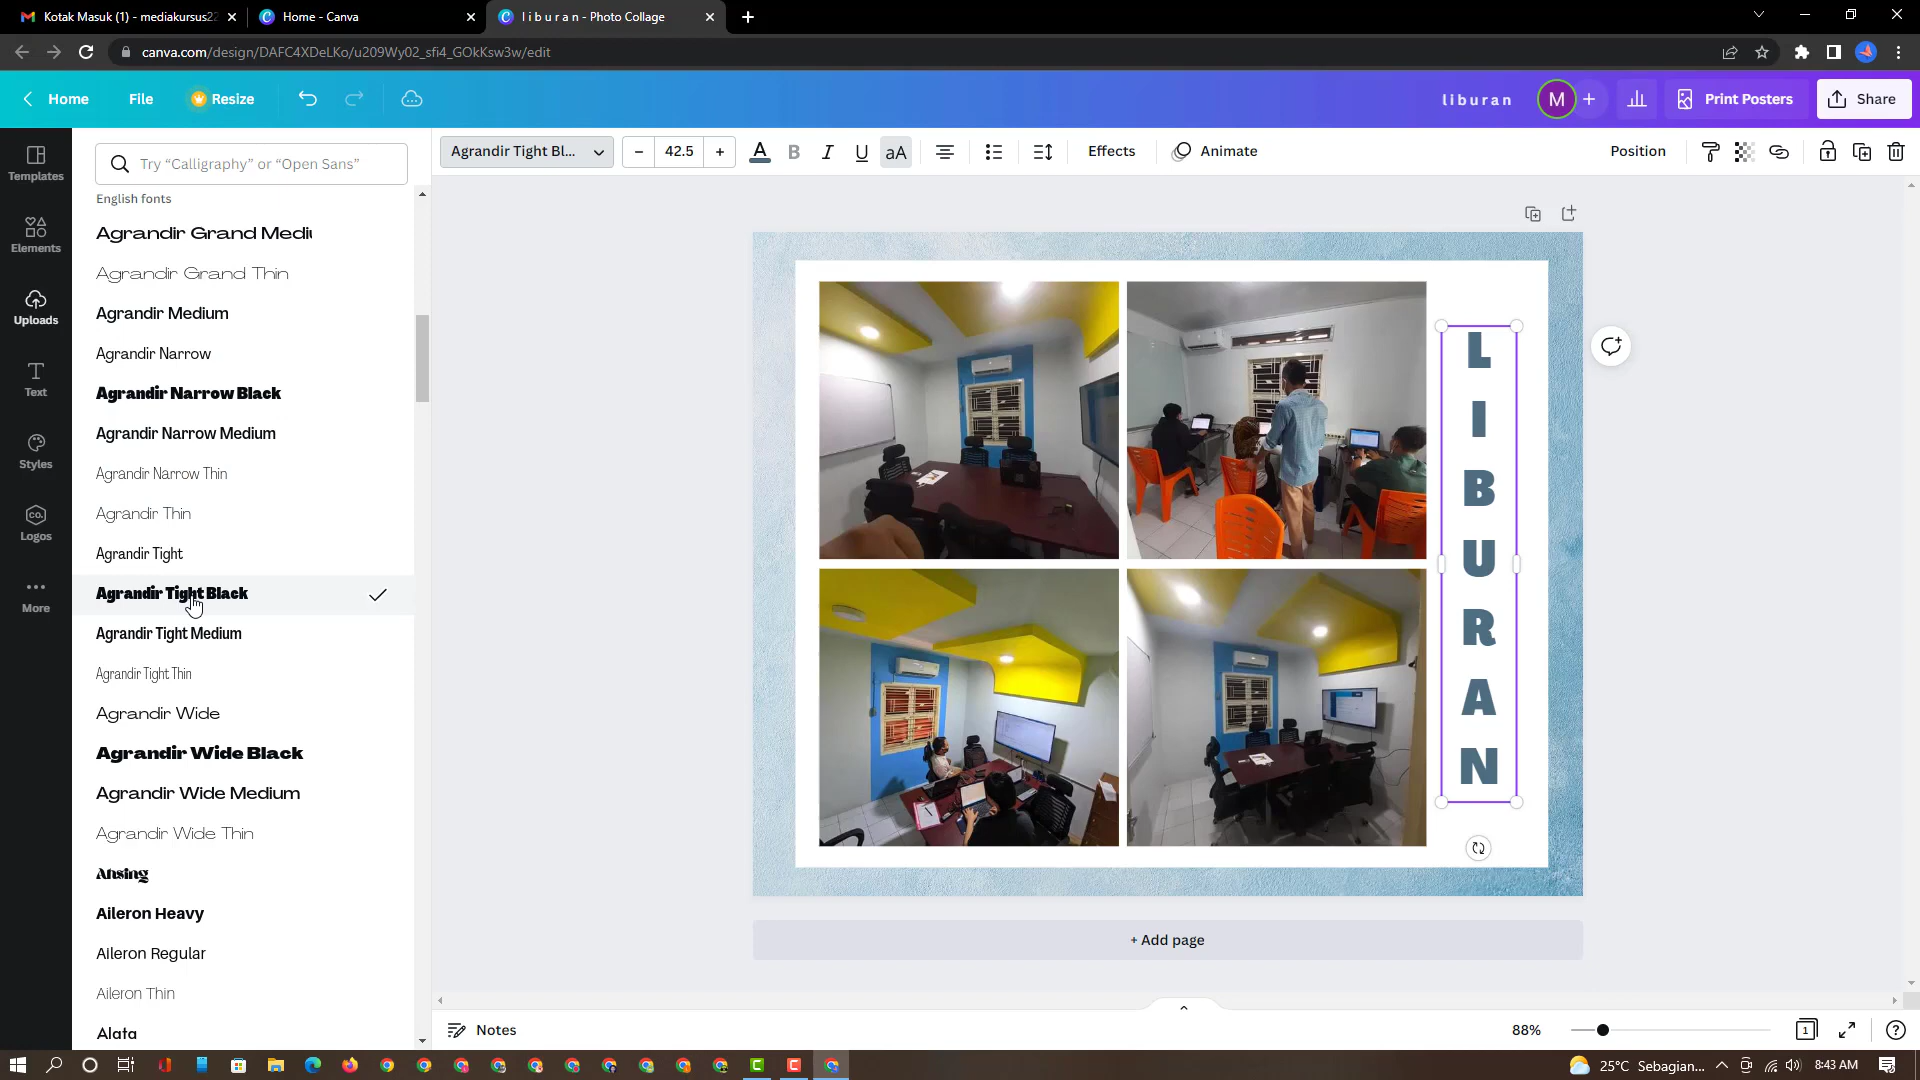 Kotak Masuk (1) - mediakursus22
Home - Canva
l i b u r a n - Photo Collage
canva.com/design/DAFC4XDeLKo/u209Wy02_sfi4_GOkKsw3w/edit
Home
File
Resize
l i b u r a n
M
Print Posters
Share
Try “Calligraphy” or “Open Sans”
Agrandir Tight Bl...
42.5
A
B
I
U
aA
Effects
Animate
Position
Templates
Elements
Uploads
Text
Styles
CO.
Logos
More
English fonts
Agrandir Grand Mediu
Agrandir Grand Thin
Agrandir Medium
Agrandir Narrow
Agrandir Narrow Black
Agrandir Narrow Medium
Agrandir Narrow Thin
Agrandir Thin
Agrandir Tight
Agrandir Tight Black
Agrandir Tight Medium
Agrandir Tight Thin
Agrandir Wide
Agrandir Wide Black
Agrandir Wide Medium
Agrandir Wide Thin
Ahsing
Aileron Heavy
Aileron Regular
Aileron Thin
Alata
L
I
B
U
R
A
N
+ Add page
Notes
88%
1
25°C Sebagian...
8:43 AM